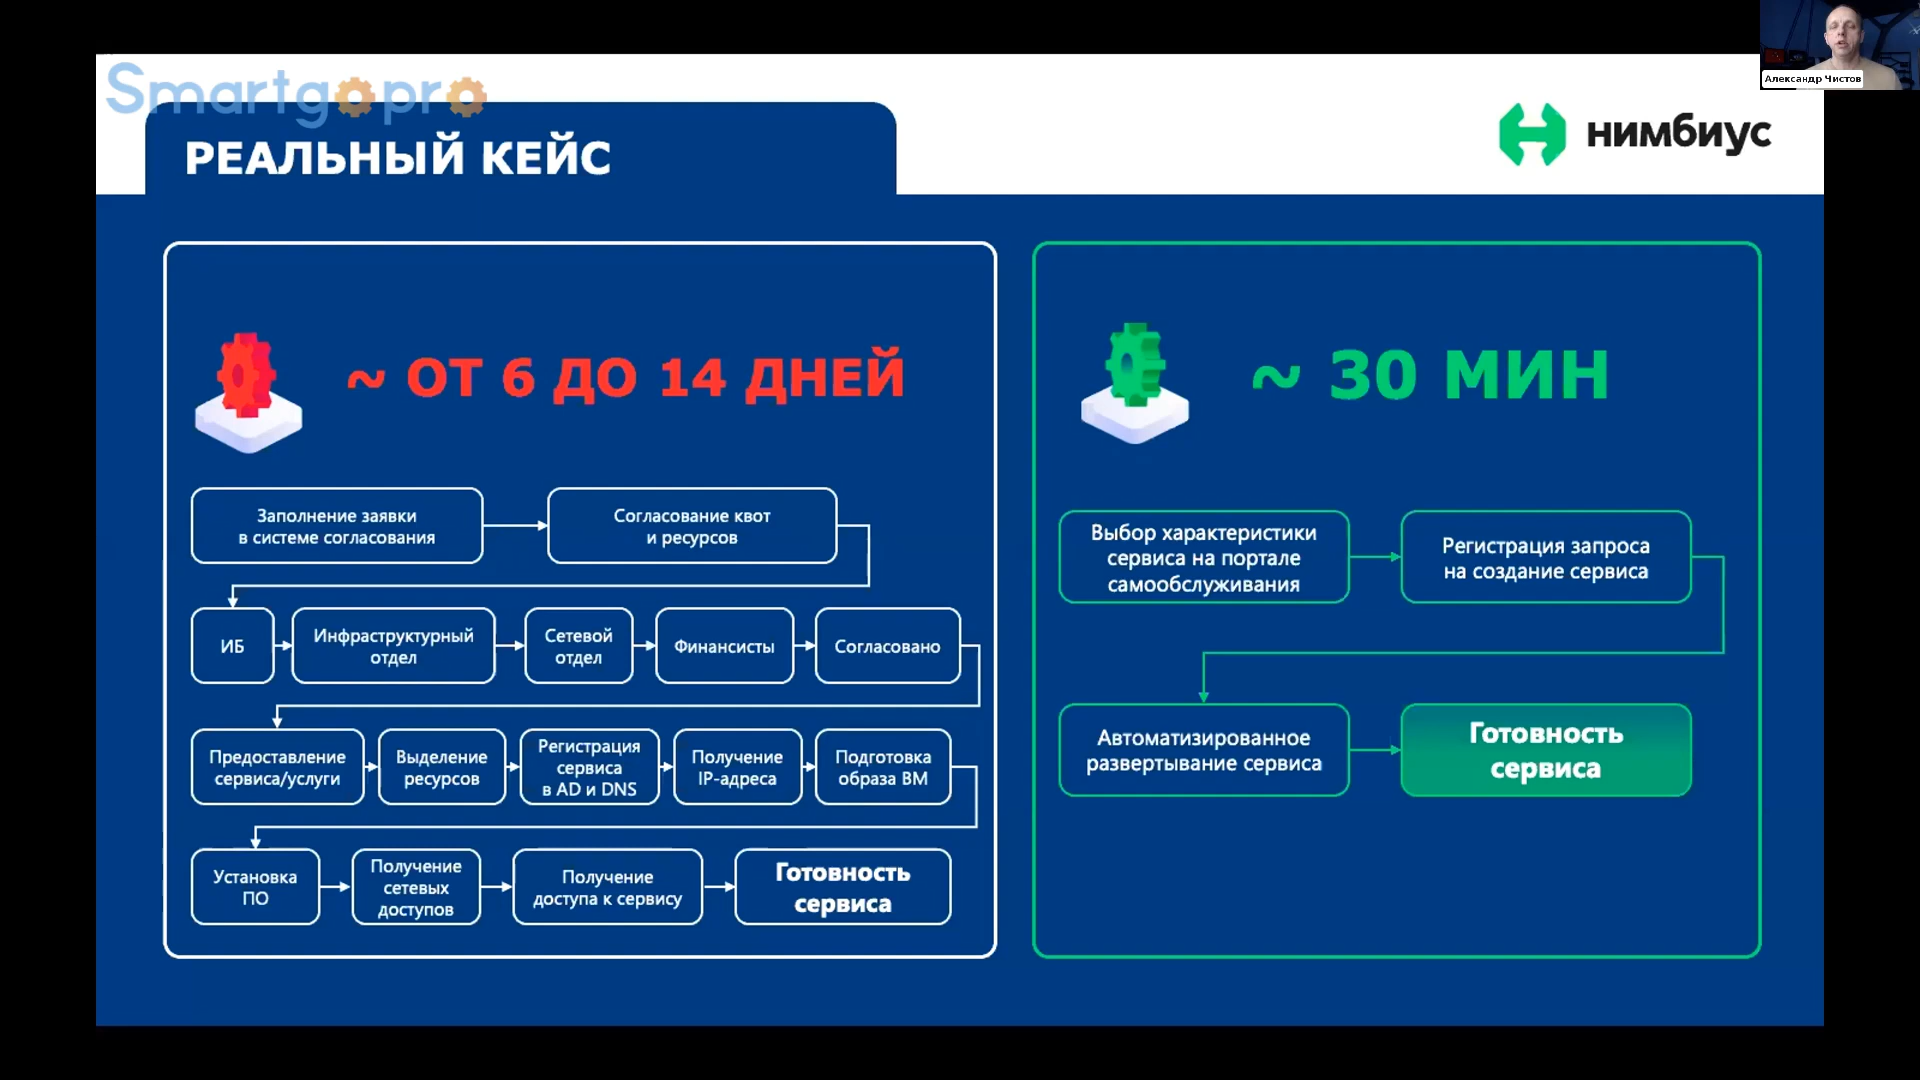 Smartgopro
РЕАЛЬНЫЙ КЕЙС
нимбиус
Александр Чистов
~ ОТ 6 ДО 14 ДНЕЙ
Заполнение заявки
в системе согласования
Согласование квот
и ресурсов
ИБ
Инфраструктурный
отдел
Сетевой
отдел
Финансисты
Согласовано
Предоставление
сервиса/услуги
Выделение
ресурсов
Регистрация
сервиса
в AD и DNS
Получение
IP-адреса
Подготовка
образа ВМ
Установка
ПО
Получение
сетевых
доступов
Получение
доступа к сервису
Готовность
сервиса
~ 30 МИН
Выбор характеристики
сервиса на портале
самообслуживания
Регистрация запроса
на создание сервиса
Автоматизированное
развертывание сервиса
Готовность
сервиса